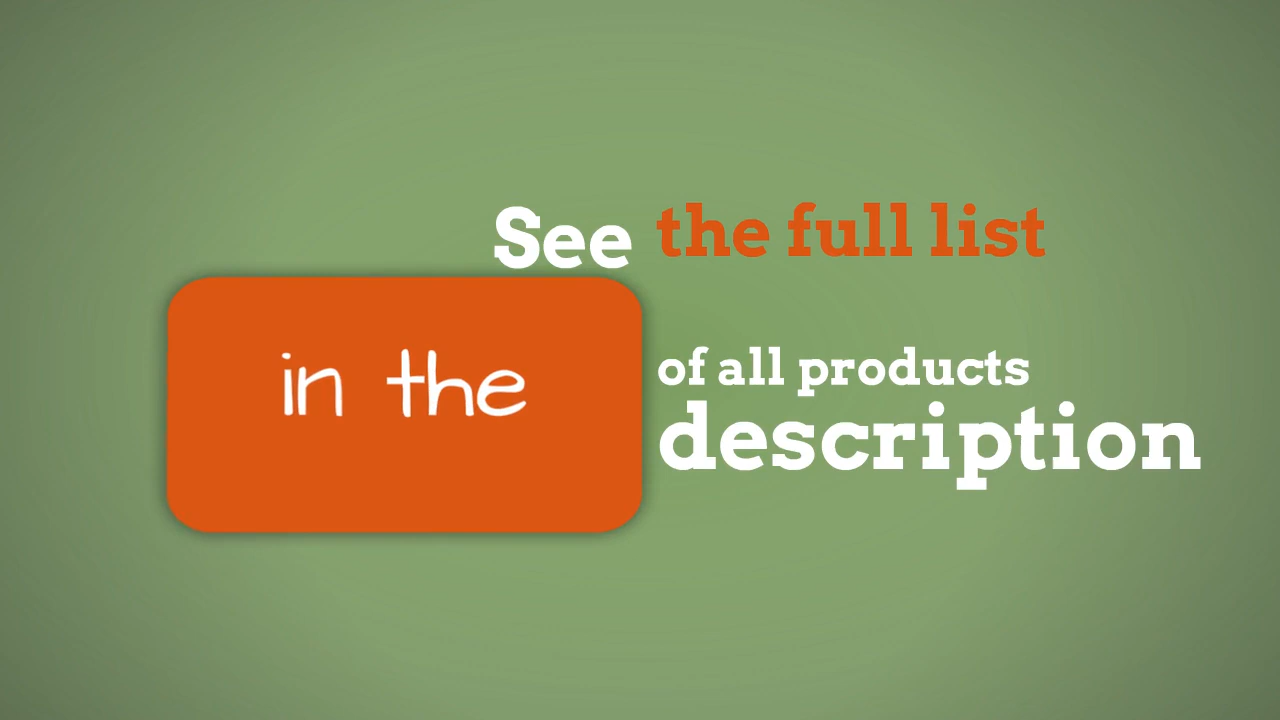 See the full list
of all products
in the description